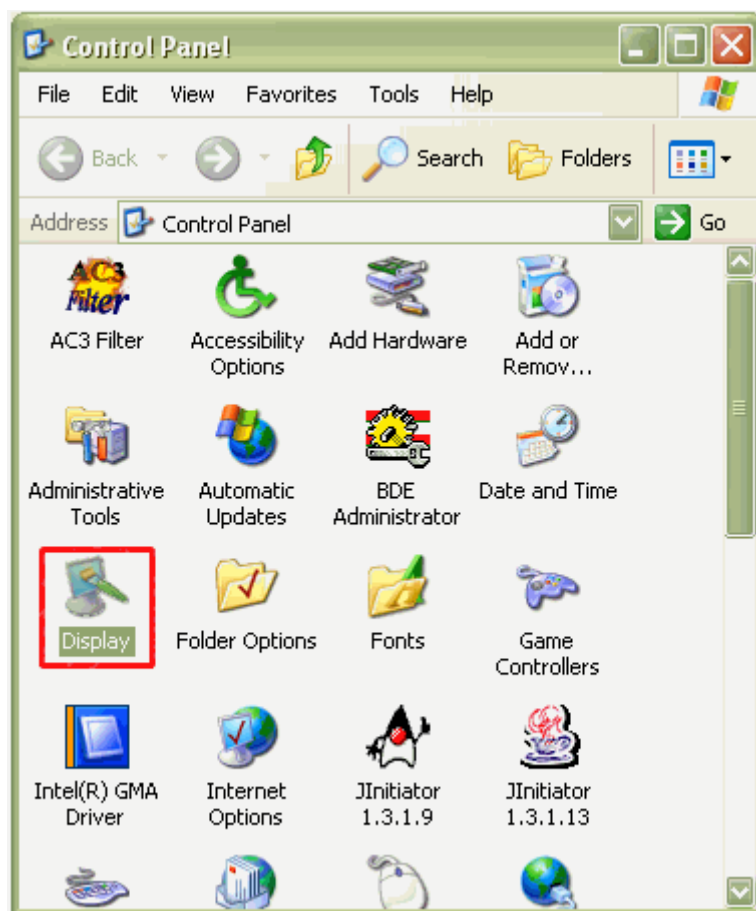 Control Panel
File Edit View Favorites Tools Help
Back Search Folders
Address Control Panel Go
AC3 Filter
AC3 Filter Accessibility Options Add Hardware Add or Remov...
Administrative Tools Automatic Updates BDE Administrator Date and Time
Display Folder Options Fonts Game Controllers
Intel(R) GMA Driver Internet Options JInitiator 1.3.1.9 JInitiator 1.3.1.13